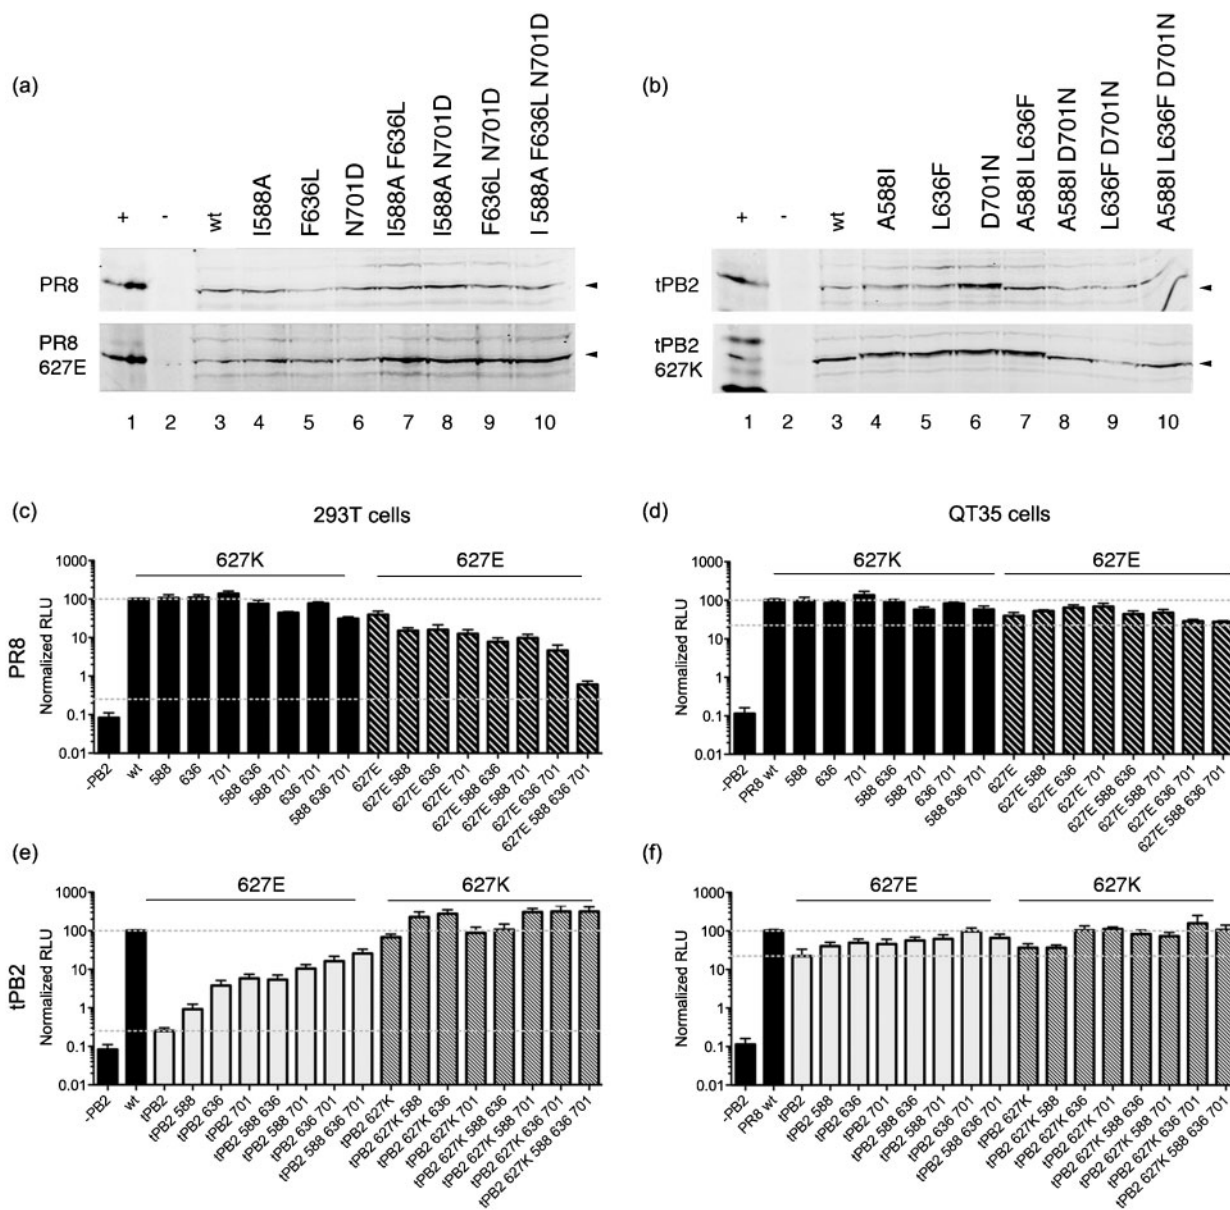 (a)
+
-
wt
I588A
F636L
N701D
I588A F636L
I588A N701D
F636L N701D
I 588A F636L N701D
PR8
PR8
627E
1 2 3 4 5 6 7 8 9 10
(b)
+
-
wt
A588I
L636F
D701N
A588I L636F
A588I D701N
L636F D701N
A588I L636F D701N
tPB2
tPB2
627K
1 2 3 4 5 6 7 8 9 10
(c)
293T cells
627K
627E
PR8
Normalized RLU
1000
100
10
1
0.1
0.01
-PB2
wt
588
636
701
588 636
588 701
636 701
588 636 701
627E
627E 588
627E 636
627E 701
627E 588 636
627E 588 701
627E 636 701
627E 588 636 701
(d)
QT35 cells
627K
627E
Normalized RLU
1000
100
10
1
0.1
0.01
-PB2
PR8 wt
588
636
701
588 636
588 701
636 701
588 636 701
627E
627E 588
627E 636
627E 701
627E 588 636
627E 588 701
627E 636 701
627E 588 636 701
(e)
627E
627K
tPB2
Normalized RLU
1000
100
10
1
0.1
0.01
-PB2
wt
tPB2
tPB2 588
tPB2 636
tPB2 701
tPB2 588 636
tPB2 588 701
tPB2 636 701
tPB2 588 636 701
tPB2 627K
tPB2 627K 588
tPB2 627K 636
tPB2 627K 701
tPB2 627K 588 636
tPB2 627K 588 701
tPB2 627K 636 701
tPB2 627K 588 636 701
(f)
627E
627K
Normalized RLU
1000
100
10
1
0.1
0.01
-PB2
PR8 wt
tPB2
tPB2 588
tPB2 636
tPB2 701
tPB2 588 636
tPB2 588 701
tPB2 636 701
tPB2 588 636 701
tPB2 627K
tPB2 627K 588
tPB2 627K 636
tPB2 627K 701
tPB2 627K 588 636
tPB2 627K 588 701
tPB2 627K 636 701
tPB2 627K 588 636 701